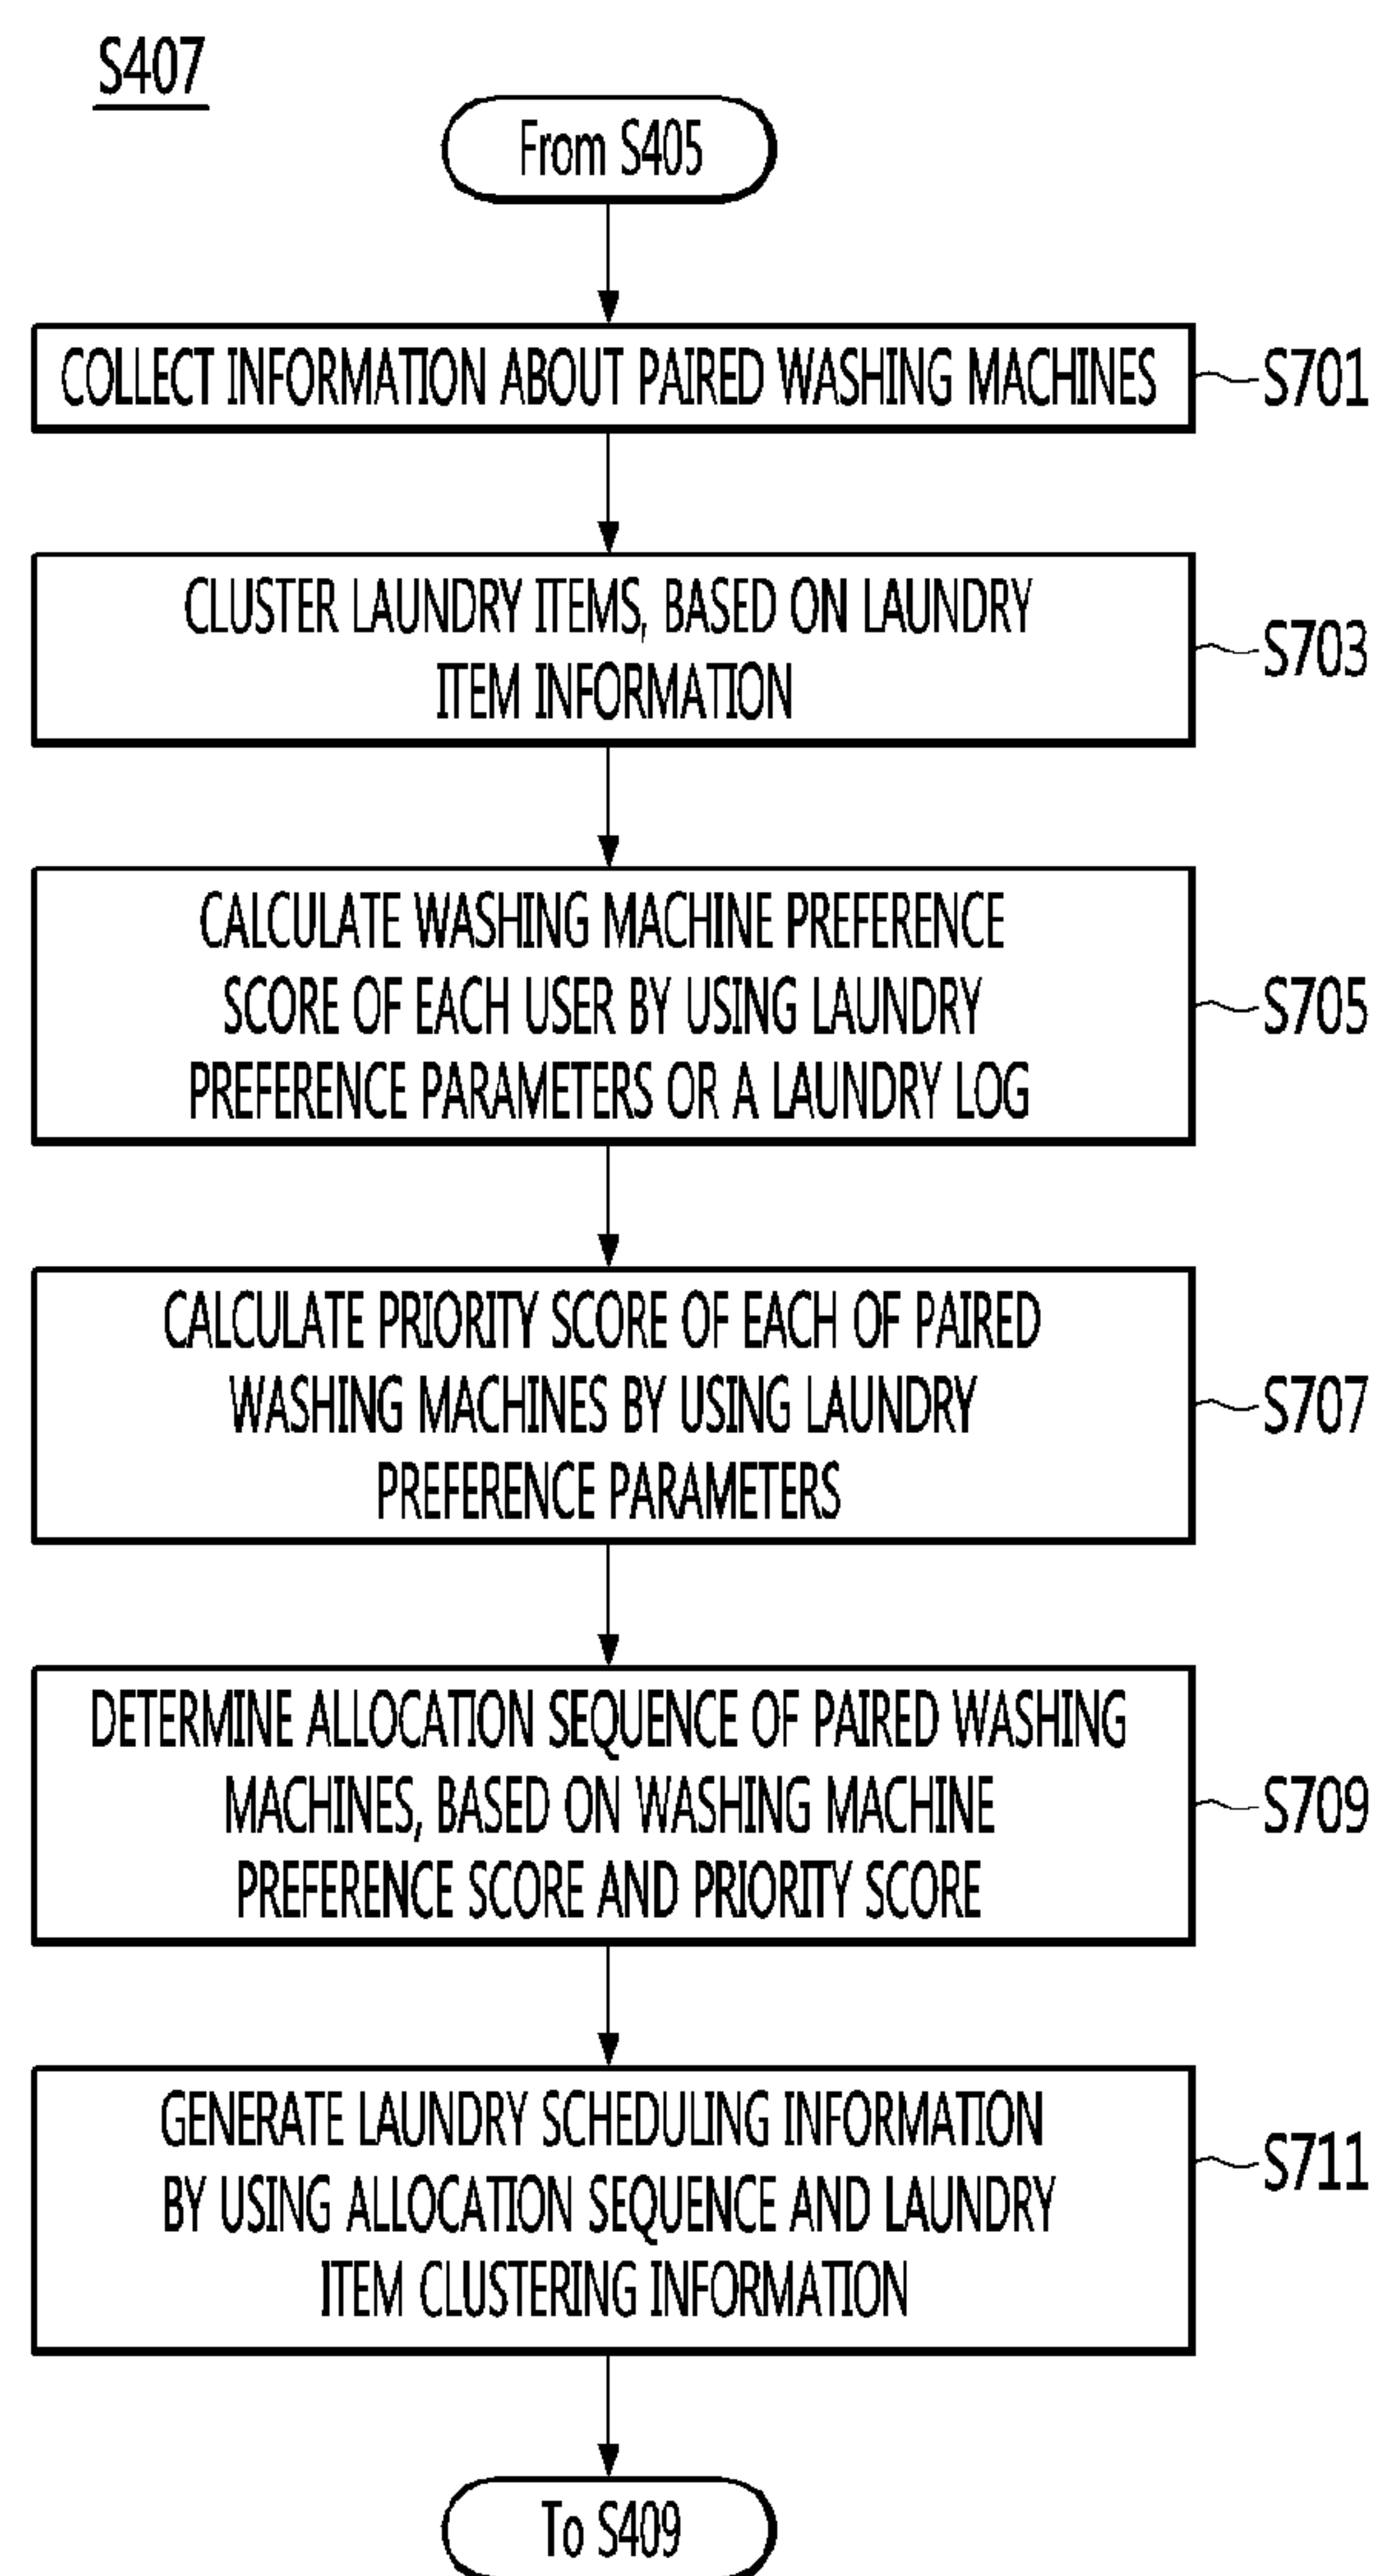 S407
From S405
COLLECT INFORMATION ABOUT PAIRED WASHING MACHINES
S701
CLUSTER LAUNDRY ITEMS, BASED ON LAUNDRY
ITEM INFORMATION
S703
CALCULATE WASHING MACHINE PREFERENCE
SCORE OF EACH USER BY USING LAUNDRY
PREFERENCE PARAMETERS OR A LAUNDRY LOG
S705
CALCULATE PRIORITY SCORE OF EACH OF PAIRED
WASHING MACHINES BY USING LAUNDRY
PREFERENCE PARAMETERS
S707
DETERMINE ALLOCATION SEQUENCE OF PAIRED WASHING
MACHINES, BASED ON WASHING MACHINE
PREFERENCE SCORE AND PRIORITY SCORE
S709
GENERATE LAUNDRY SCHEDULING INFORMATION
BY USING ALLOCATION SEQUENCE AND LAUNDRY
ITEM CLUSTERING INFORMATION
S711
To S409